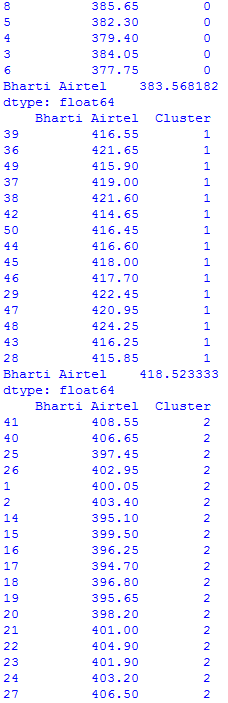 8 385.65 0
5 382.30 0
4 379.40 0
3 384.05 0
6 377.75 0
Bharti Airtel 383.568182
dtype: float64
Bharti Airtel Cluster
39 416.55 1
36 421.65 1
49 415.90 1
37 419.00 1
38 421.60 1
42 414.65 1
50 416.45 1
44 416.60 1
45 418.00 1
46 417.70 1
29 422.45 1
47 420.95 1
48 424.25 1
43 416.25 1
28 415.85 1
Bharti Airtel 418.523333
dtype: float64
Bharti Airtel Cluster
41 408.55 2
40 406.65 2
25 397.45 2
26 402.95 2
1 400.05 2
2 403.40 2
14 395.10 2
15 399.50 2
16 396.25 2
17 394.70 2
18 396.80 2
19 395.65 2
20 398.20 2
21 401.00 2
22 404.90 2
23 401.90 2
24 403.20 2
27 406.50 2